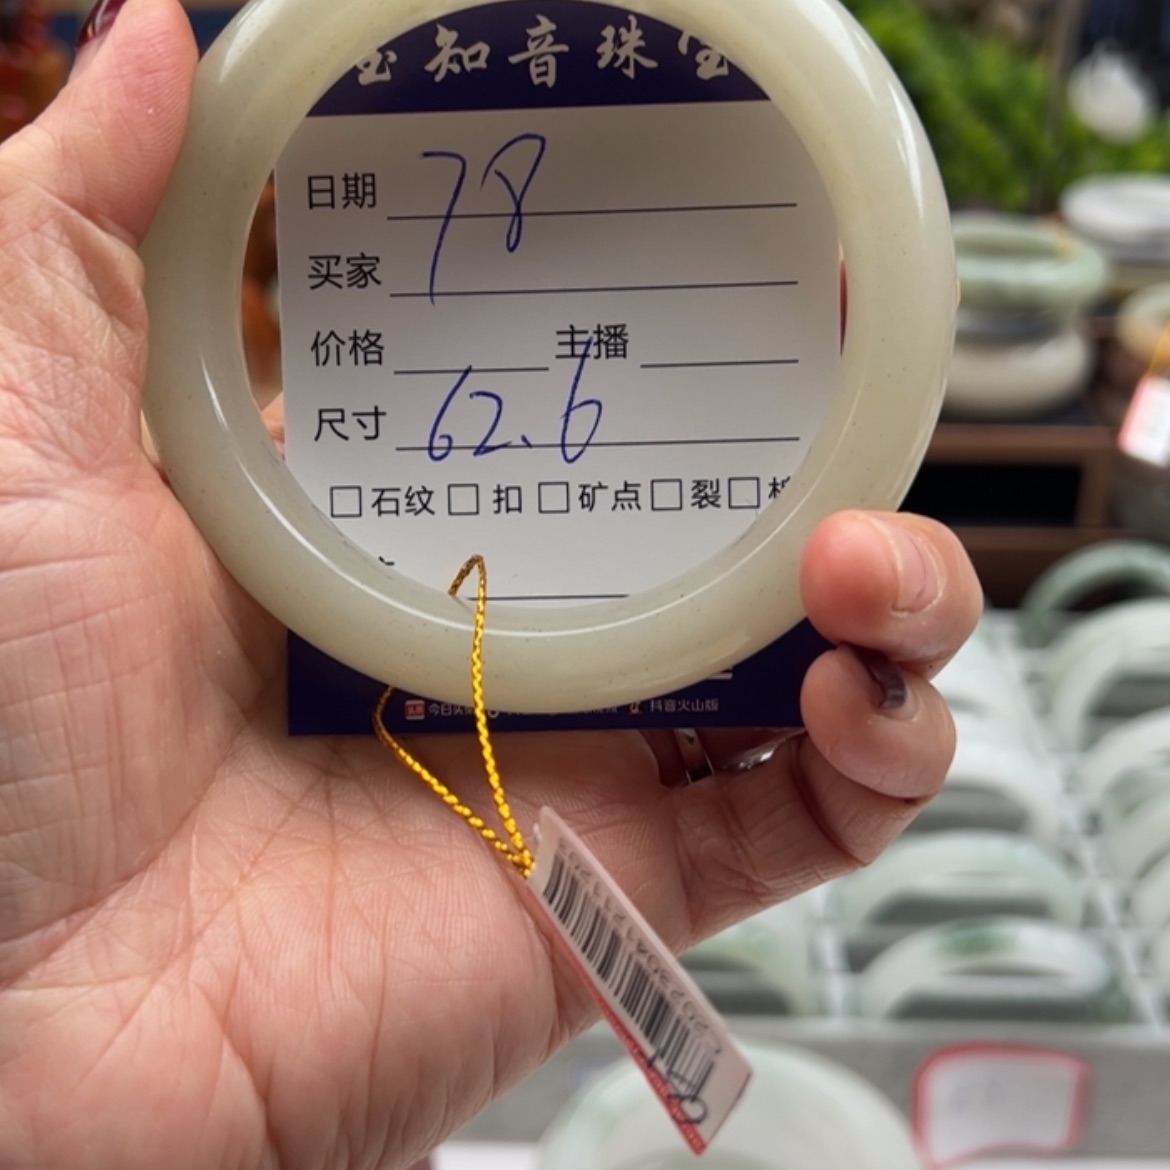 知音珠宝
日期 78
买家
价格 主播
尺寸 62.6
□石纹 □ 扣 □矿点 □裂 □
今日头条 抖音火山版